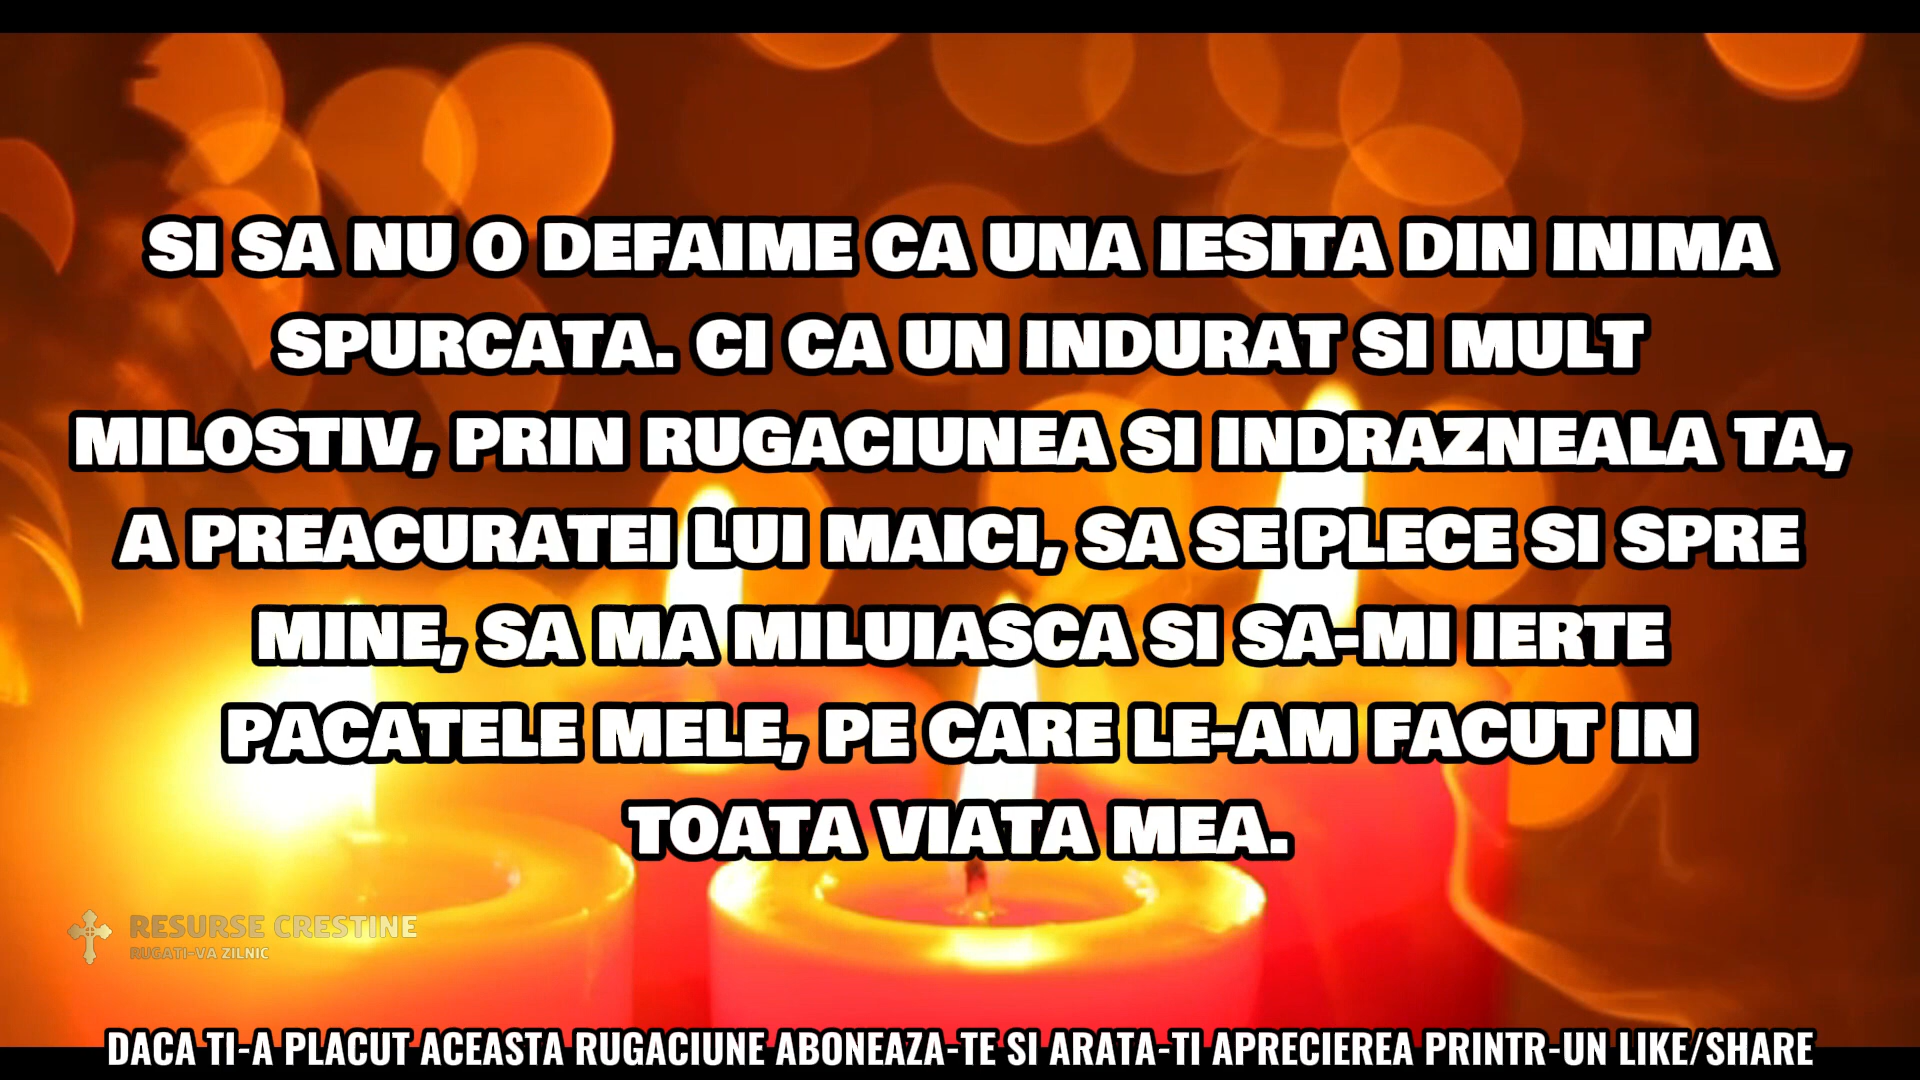 SI SA NU O DEFAIME CA UNA IESITA DIN INIMA
SPURCATA. CI CA UN INDURAT SI MULT
MILOSTIV, PRIN RUGACIUNEA SI INDRAZNEALA TA,
A PREACURATEI LUI MAICI, SA SE PLECE SI SPRE
MINE, SA MA MILUIASCA SI SA-MI IERTE
PACATELE MELE, PE CARE LE-AM FACUT IN
TOATA VIATA MEA.
RESURSE CRESTINE
RUGATI-VA ZILNIC
DACA TI-A PLACUT ACEASTA RUGACIUNE ABONEAZA-TE SI ARATA-TI APRECIEREA PRINTR-UN LIKE/SHARE